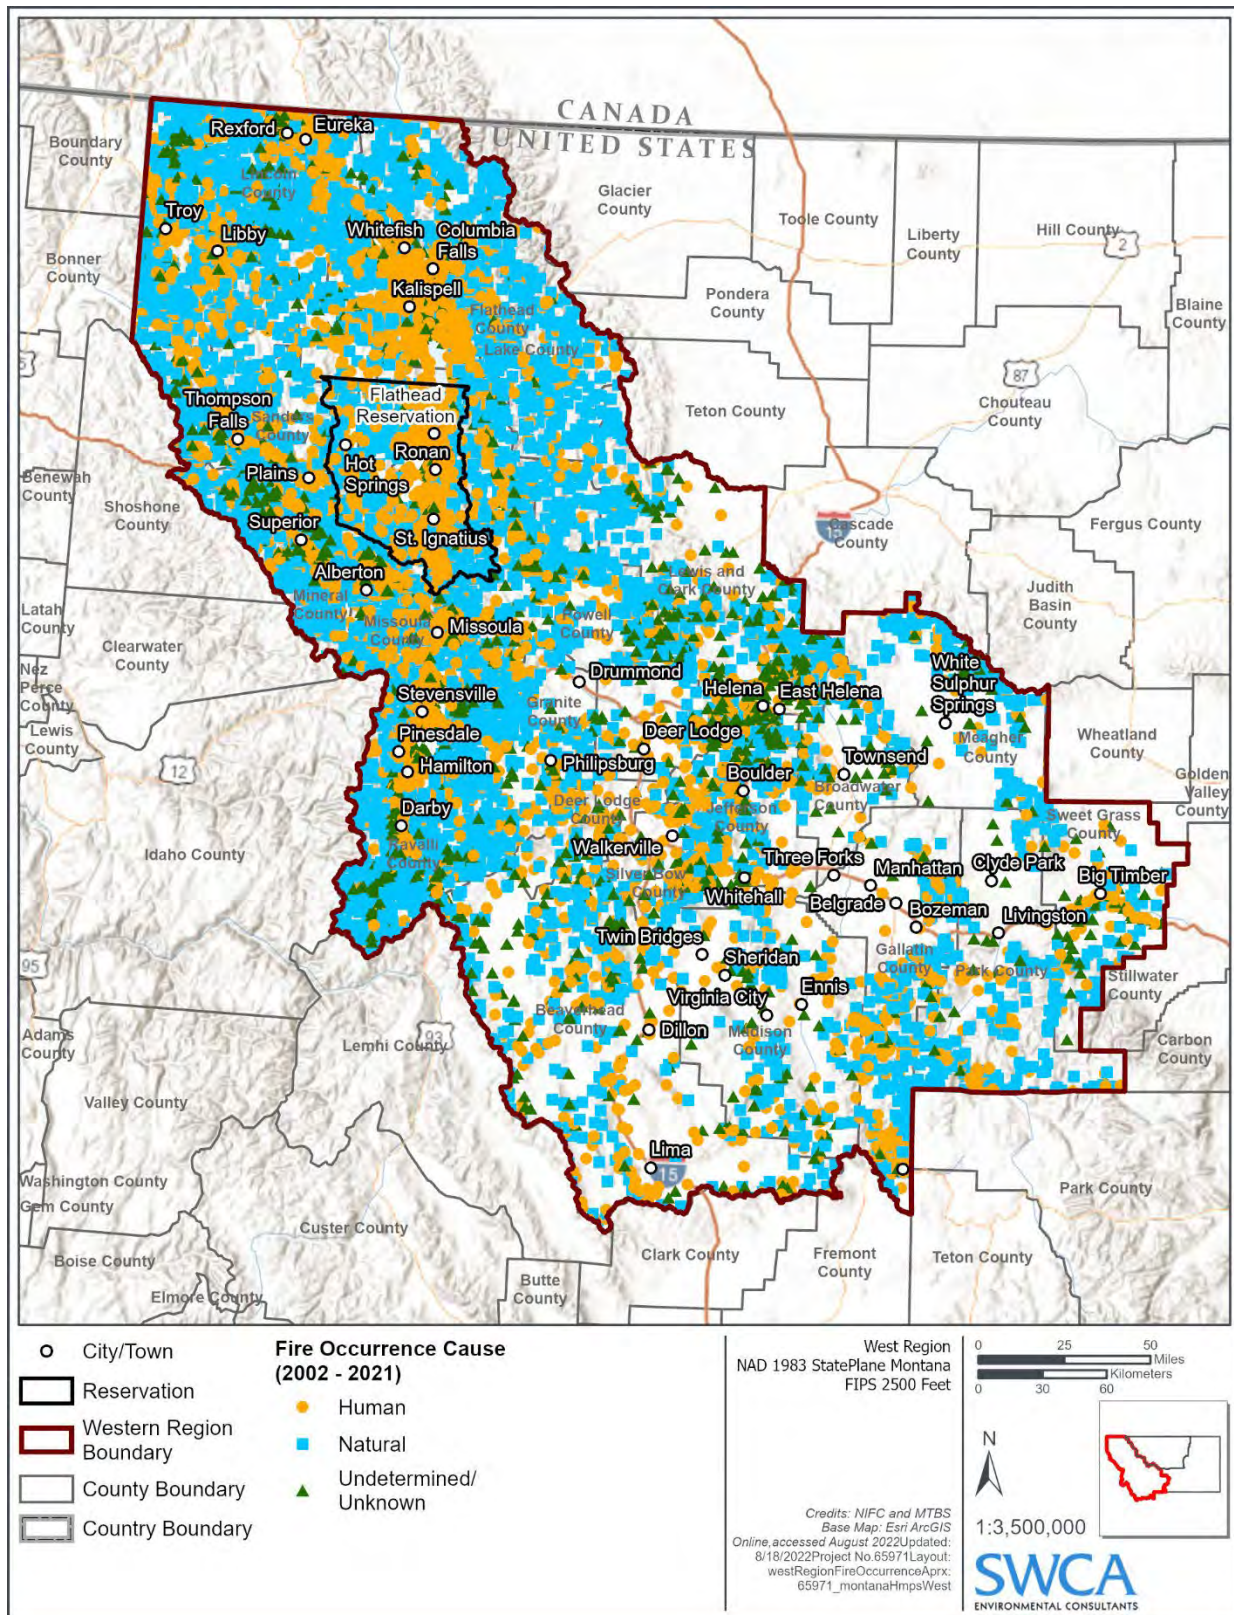 CANADA
UNITED STATES
Boundary
County
Rexford
Eureka
Lincoln
County
Glacier
County
Toole County
Liberty
County
Hill County
2
Troy
Libby
Whitefish
Columbia
Falls
Bonner
County
Kalispell
Flathead
County
Lake County
Pondera
County
Blaine
County
Thompson
Falls
Sanders
County
Flathead
Reservation
Teton County
87
Chouteau
County
Ronan
Hot
Springs
Plains
Benewah
County
Shoshone
County
Superior
St. Ignatius
15
Cascade
County
Fergus County
Alberton
Mineral
County
Missoula
County
Missoula
Powell
County
Lewis and
Clark County
Judith
Basin
County
Latah
County
Clearwater
County
Nez
Perce
County
Lewis
County
Drummond
Helena
East Helena
White
Sulphur
Springs
Stevensville
Granite
County
Deer Lodge
Meagher
County
Wheatland
County
Pinesdale
Hamilton
Philipsburg
Boulder
Townsend
Broadwater
County
Golden
Valley
County
12
Darby
Deer Lodge
County
Jefferson
County
Sweet Grass
County
Idaho County
Ravalli
County
Walkerville
Silver Bow
County
Three Forks
Manhattan
Clyde Park
Big Timber
Whitehall
Belgrade
Bozeman
Livingston
Twin Bridges
Sheridan
Gallatin
County
Park County
Stillwater
County
95
Virginia City
Ennis
Beaverhead
County
Dillon
Madison
County
Adams
County
93
Lemhi County
Carbon
County
Valley County
Lima
15
Washington County
Gem County
Park County
Custer County
Boise County
Clark County
Fremont
County
Teton County
Butte
County
Elmore County
City/Town
Reservation
Western Region
Boundary
County Boundary
Country Boundary
Fire Occurrence Cause
(2002 - 2021)
Human
Natural
Undetermined/
Unknown
West Region
NAD 1983 StatePlane Montana
FIPS 2500 Feet
Credits: NIFC and MTBS
Base Map: Esri ArcGIS
Online,accessed August 2022Updated:
8/18/2022Project No.65971Layout:
westRegionFireOccurrenceAprx:
65971_montanaHmpsWest
0 25 50
Miles
Kilometers
0 30 60
N
1:3,500,000
SWCA
ENVIRONMENTAL CONSULTANTS